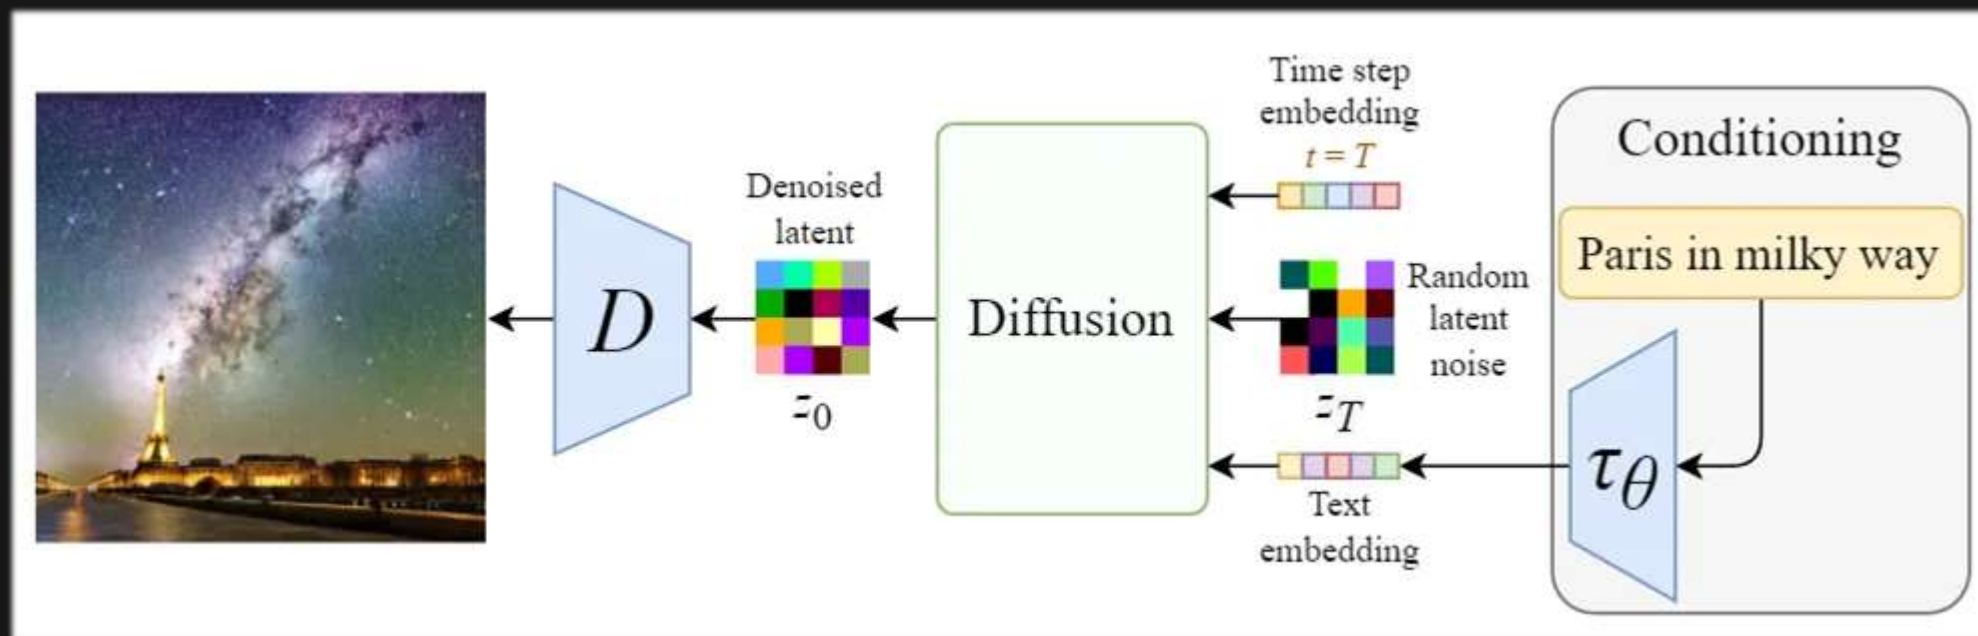 Time step
embedding
t = T
Conditioning
Denoised
latent
Paris in milky way
D
Diffusion
Random
latent
noise
z0
zT
τθ
Text
embedding